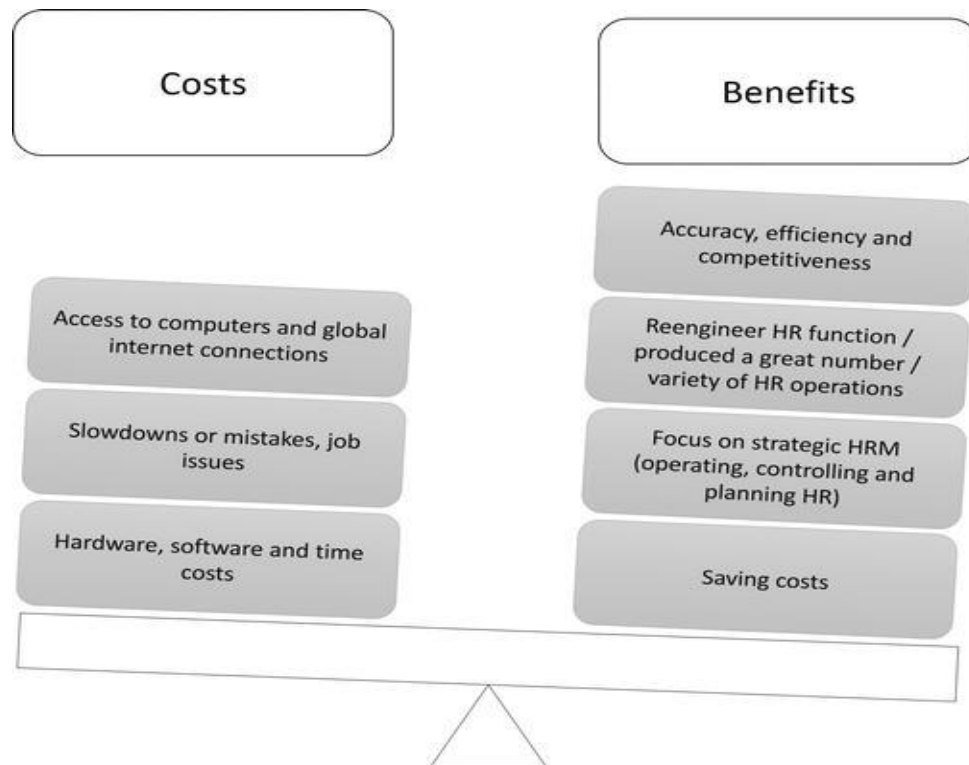 Costs
Benefits
Access to computers and global
internet connections
Slowdowns or mistakes, job
issues
Hardware, software and time
costs
Accuracy, efficiency and
competitiveness
Reengineer HR function /
produced a great number /
variety of HR operations
Focus on strategic HRM
(operating, controlling and
planning HR)
Saving costs